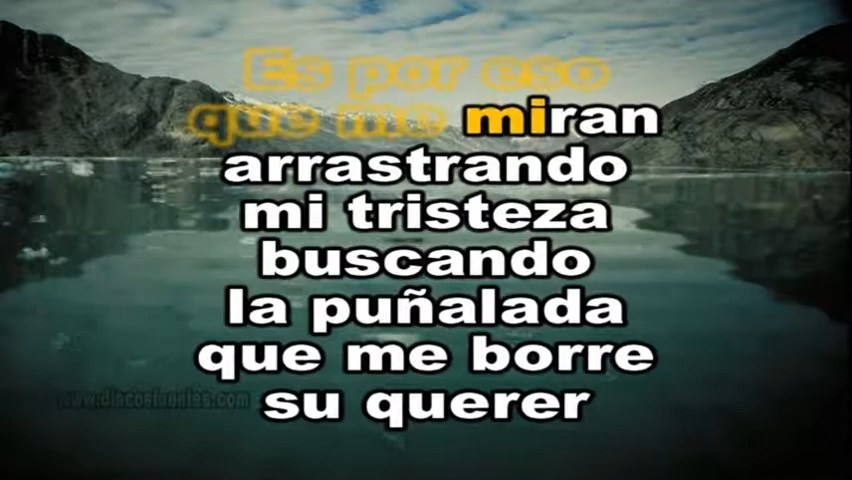 Es por eso
que me miran
arrastrando
mi tristeza
buscando
la puñalada
que me borre
su querer